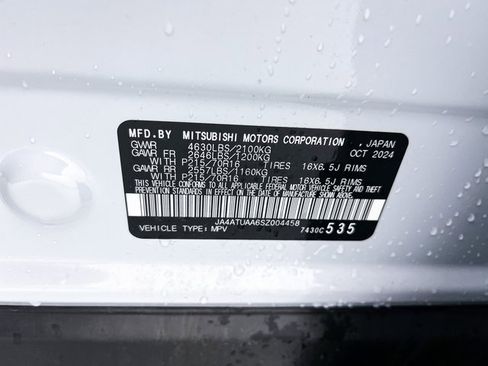 MFD.BY MITSUBISHI MOTORS CORPORATION, JAPAN
GVWR 4630LBS/2100KG OCT 2024
GAWR FR 2646LBS/1200KG
WITH P215/70R16 TIRES 16X6.5J RIMS
GAWR RR 2557LBS/1160KG
WITH P215/70R16 TIRES 16X6.5J RIMS
THIS VEHICLE CONFORMS TO ALL APPLICABLE FEDERAL
MOTOR VEHICLE SAFETY, BUMPER, AND THEFT
PREVENTION STANDARDS IN EFFECT ON THE DATE OF
MANUFACTURE SHOWN ABOVE.
JA4ATUAA6SZ004458
VEHICLE TYPE: MPV 7430C 535